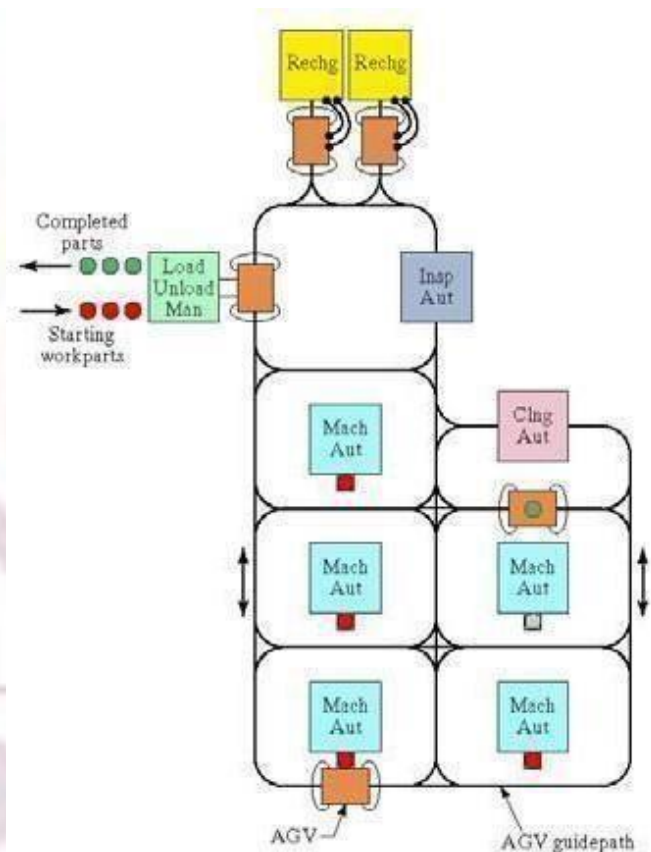 Rechg
Rechg
Completed
parts
Load
Unload
Man
Insp
Aut
Starting
workparts
Clng
Aut
Mach
Aut
Mach
Aut
Mach
Aut
Mach
Aut
Mach
Aut
AGV
AGV guidepath